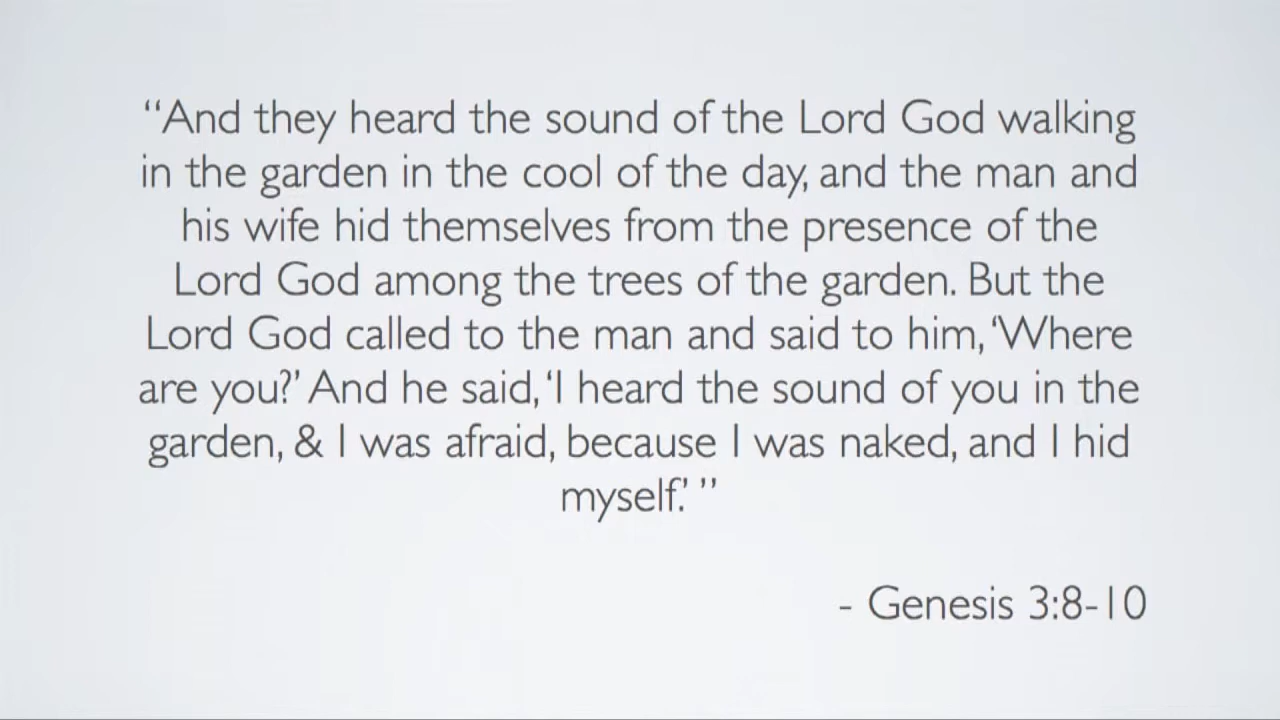 “And they heard the sound of the Lord God walking
in the garden in the cool of the day, and the man and
his wife hid themselves from the presence of the
Lord God among the trees of the garden. But the
Lord God called to the man and said to him, ‘Where
are you?’ And he said, ‘I heard the sound of you in the
garden, & I was afraid, because I was naked, and I hid
myself.’ ”
- Genesis 3:8-10